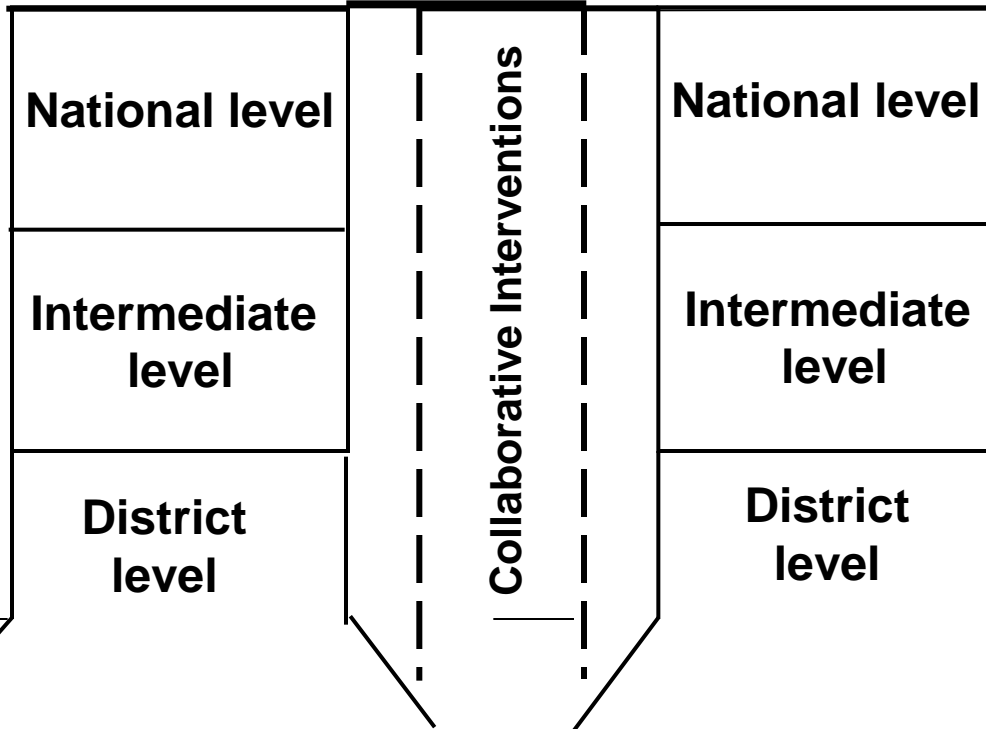 National level
Intermediate
level
District
level
Collaborative Interventions
National level
Intermediate
level
District
level